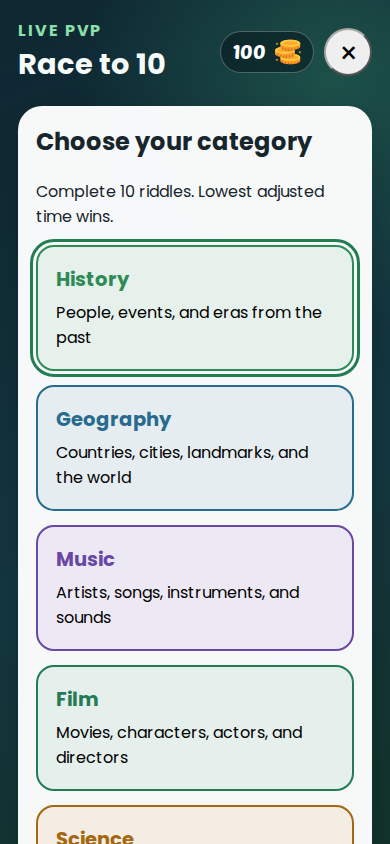 LIVE PVP
Race to 10
100
×
Choose your category
Complete 10 riddles. Lowest adjusted
time wins.
History
People, events, and eras from the
past
Geography
Countries, cities, landmarks, and
the world
Music
Artists, songs, instruments, and
sounds
Film
Movies, characters, actors, and
directors
Science